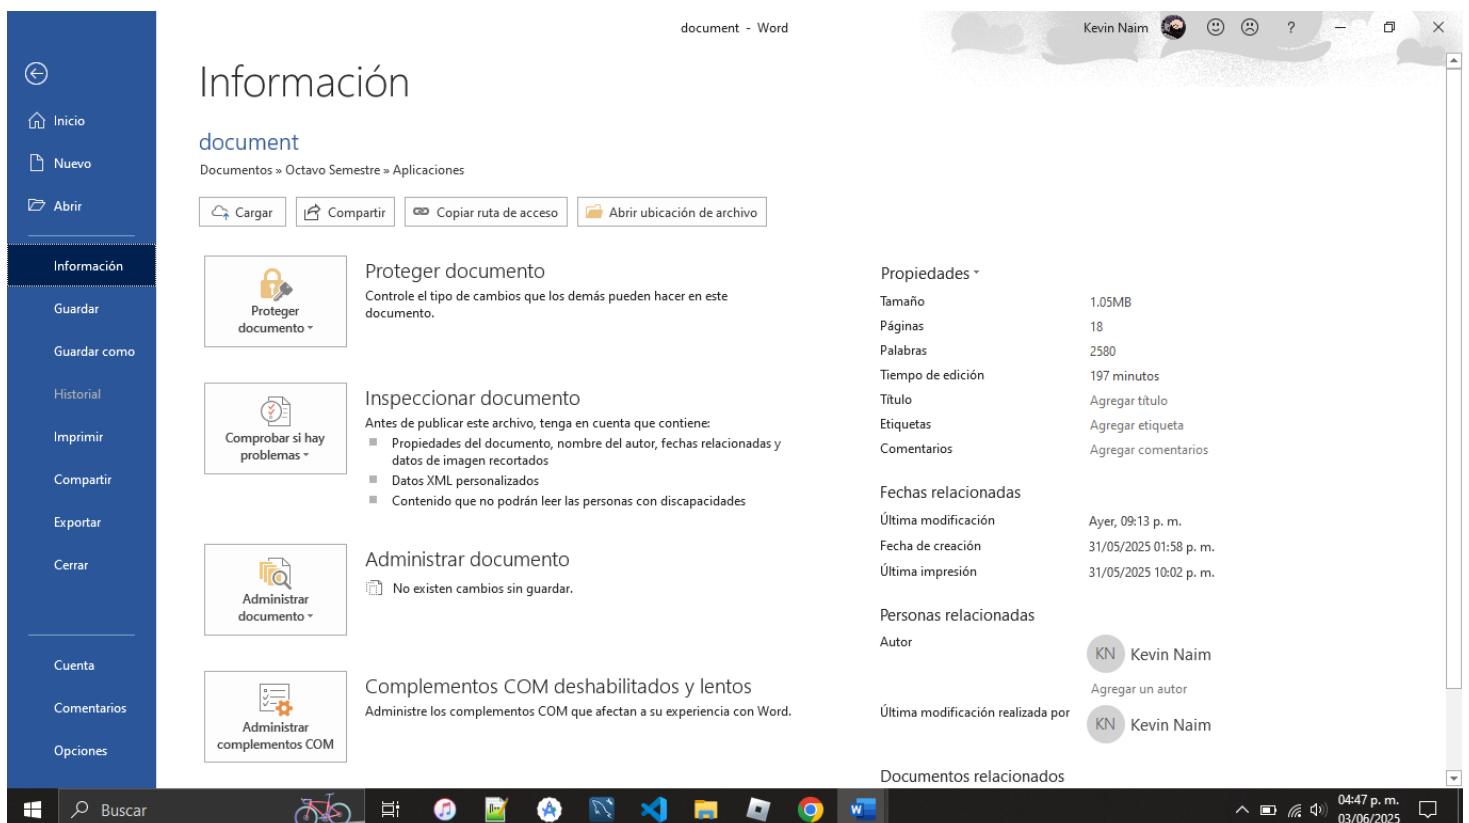 document - Word
Kevin Naim
?
Información
Inicio
Nuevo
Abrir
Información
Guardar
Guardar como
Historial
Imprimir
Compartir
Exportar
Cerrar
Cuenta
Comentarios
Opciones
document
Documentos » Octavo Semestre » Aplicaciones
Cargar
Compartir
Copiar ruta de acceso
Abrir ubicación de archivo
Proteger
documento
Proteger documento
Controle el tipo de cambios que los demás pueden hacer en este
documento.
Comprobar si hay
problemas
Inspeccionar documento
Antes de publicar este archivo, tenga en cuenta que contiene:
Propiedades del documento, nombre del autor, fechas relacionadas y
datos de imagen recortados
Datos XML personalizados
Contenido que no podrán leer las personas con discapacidades
Administrar
documento
Administrar documento
No existen cambios sin guardar.
Administrar
complementos COM
Complementos COM deshabilitados y lentos
Administre los complementos COM que afectan a su experiencia con Word.
Propiedades
Tamaño 1.05MB
Páginas 18
Palabras 2580
Tiempo de edición 197 minutos
Título Agregar título
Etiquetas Agregar etiqueta
Comentarios Agregar comentarios
Fechas relacionadas
Última modificación Ayer, 09:13 p. m.
Fecha de creación 31/05/2025 01:58 p. m.
Última impresión 31/05/2025 10:02 p. m.
Personas relacionadas
Autor
KN Kevin Naim
Agregar un autor
Última modificación realizada por
KN Kevin Naim
Documentos relacionados
Buscar
04:47 p. m.
03/06/2025